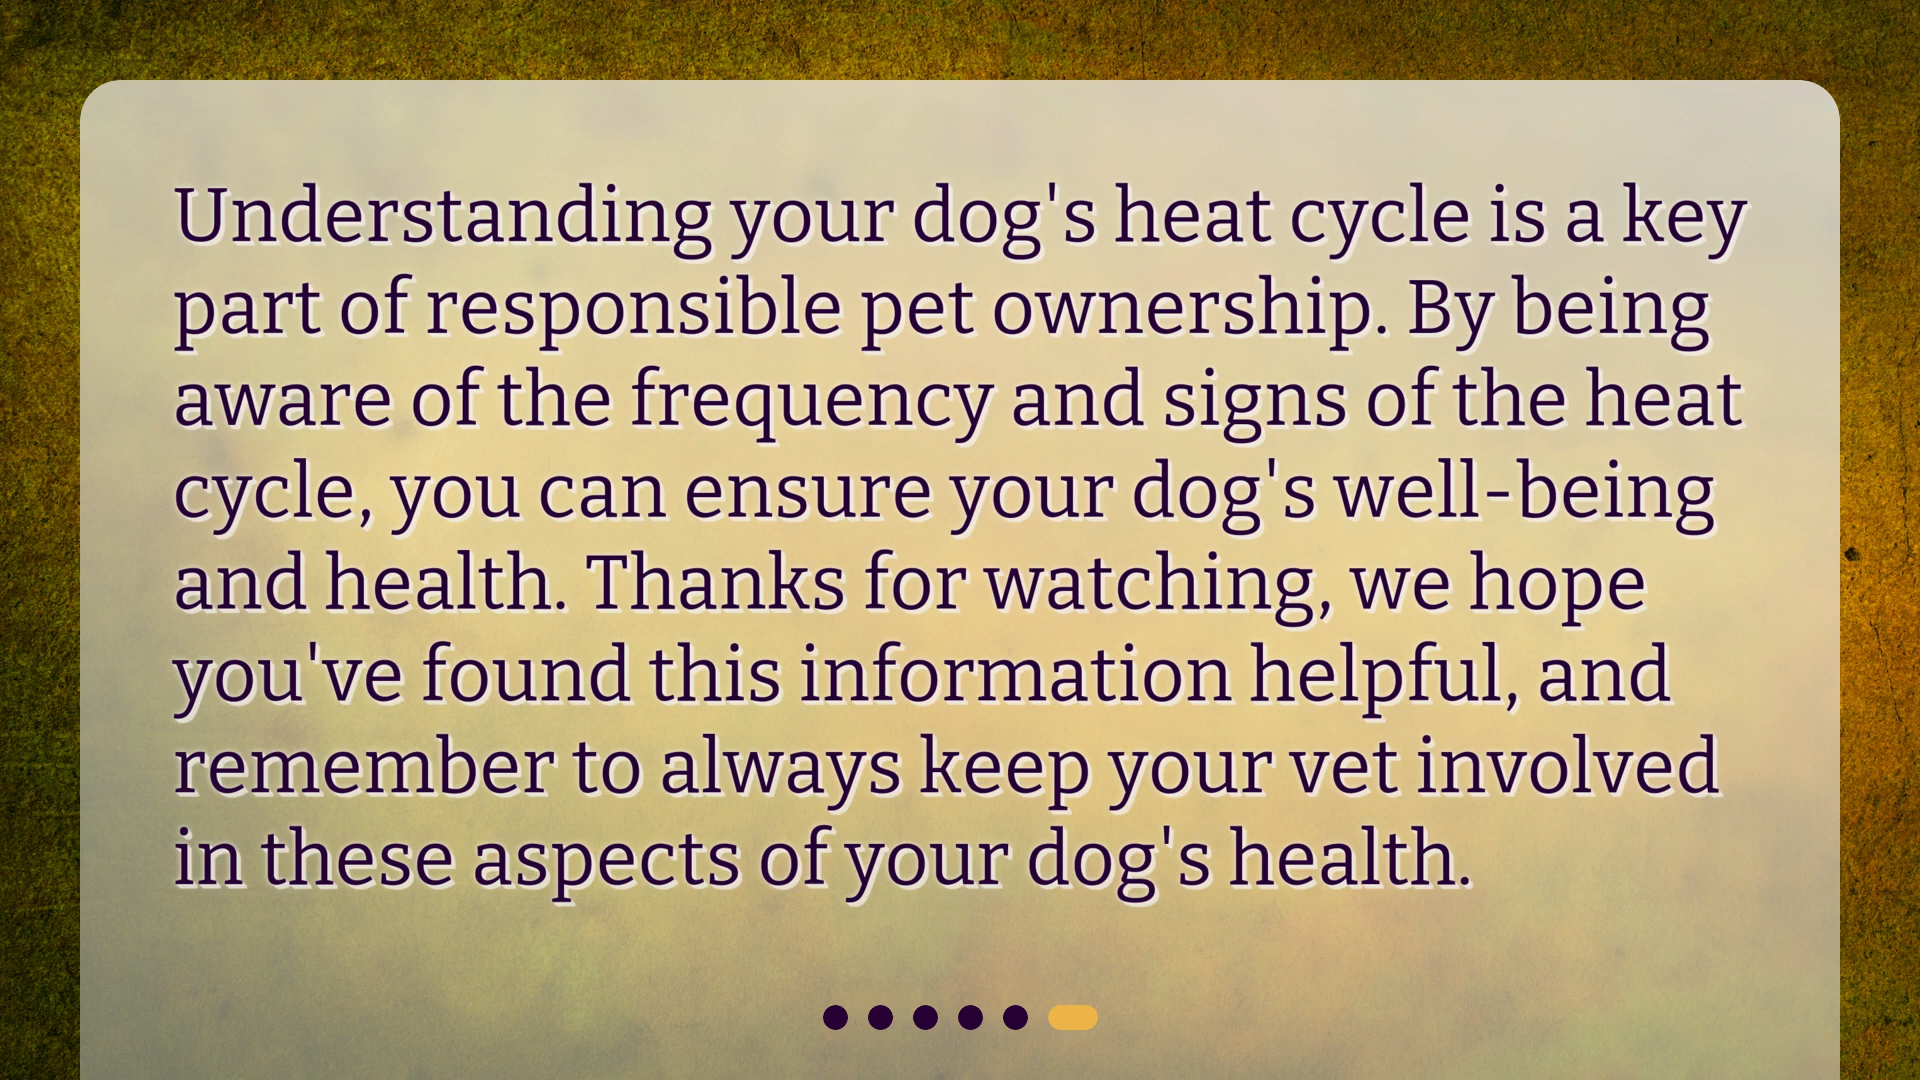 Understanding your dog's heat cycle is a key
part of responsible pet ownership. By being
aware of the frequency and signs of the heat
cycle, you can ensure your dog's well-being
and health. Thanks for watching, we hope
you've found this information helpful, and
remember to always keep your vet involved
in these aspects of your dog's health.